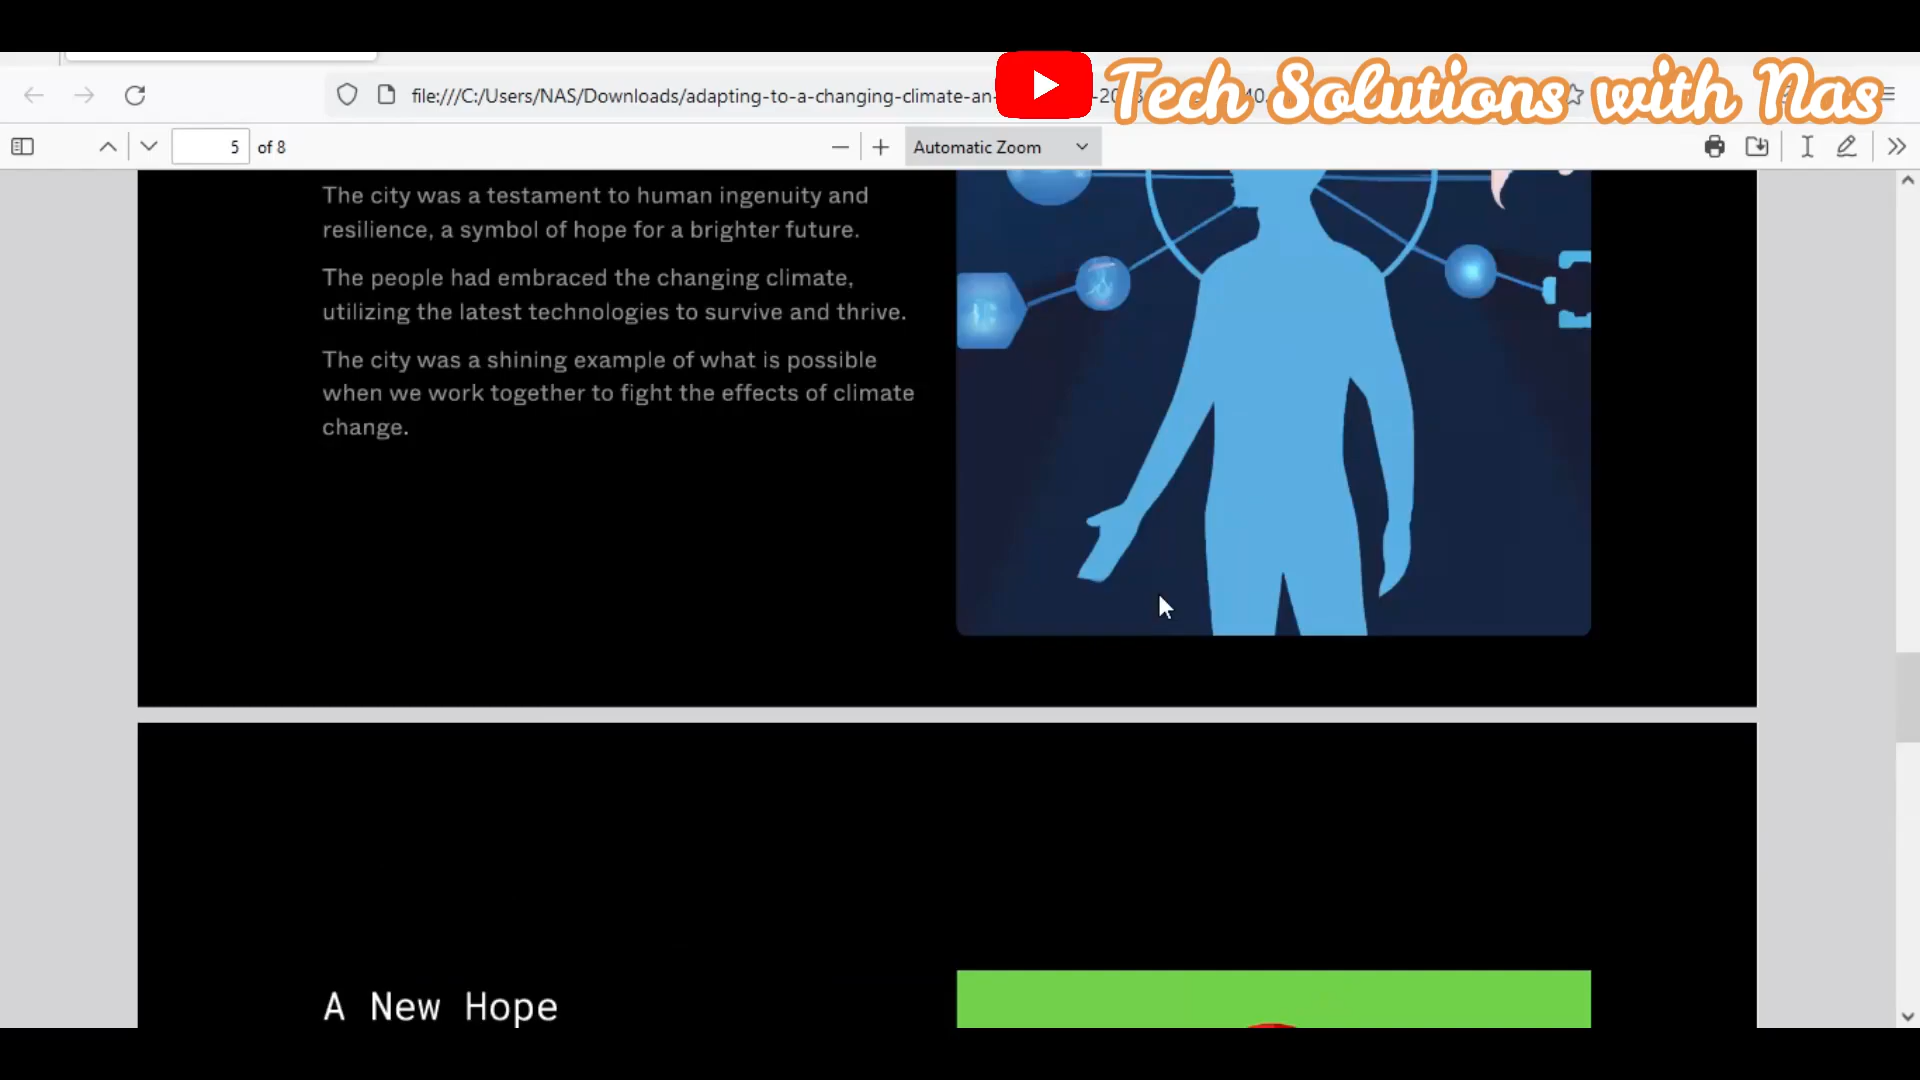 file:///C:/Users/NAS/Downloads/adapting-to-a-changing-climate-an-
Tech Solutions with Nas
5 of 8
Automatic Zoom
The city was a testament to human ingenuity and
resilience, a symbol of hope for a brighter future.
The people had embraced the changing climate,
utilizing the latest technologies to survive and thrive.
The city was a shining example of what is possible
when we work together to fight the effects of climate
change.
A New Hope